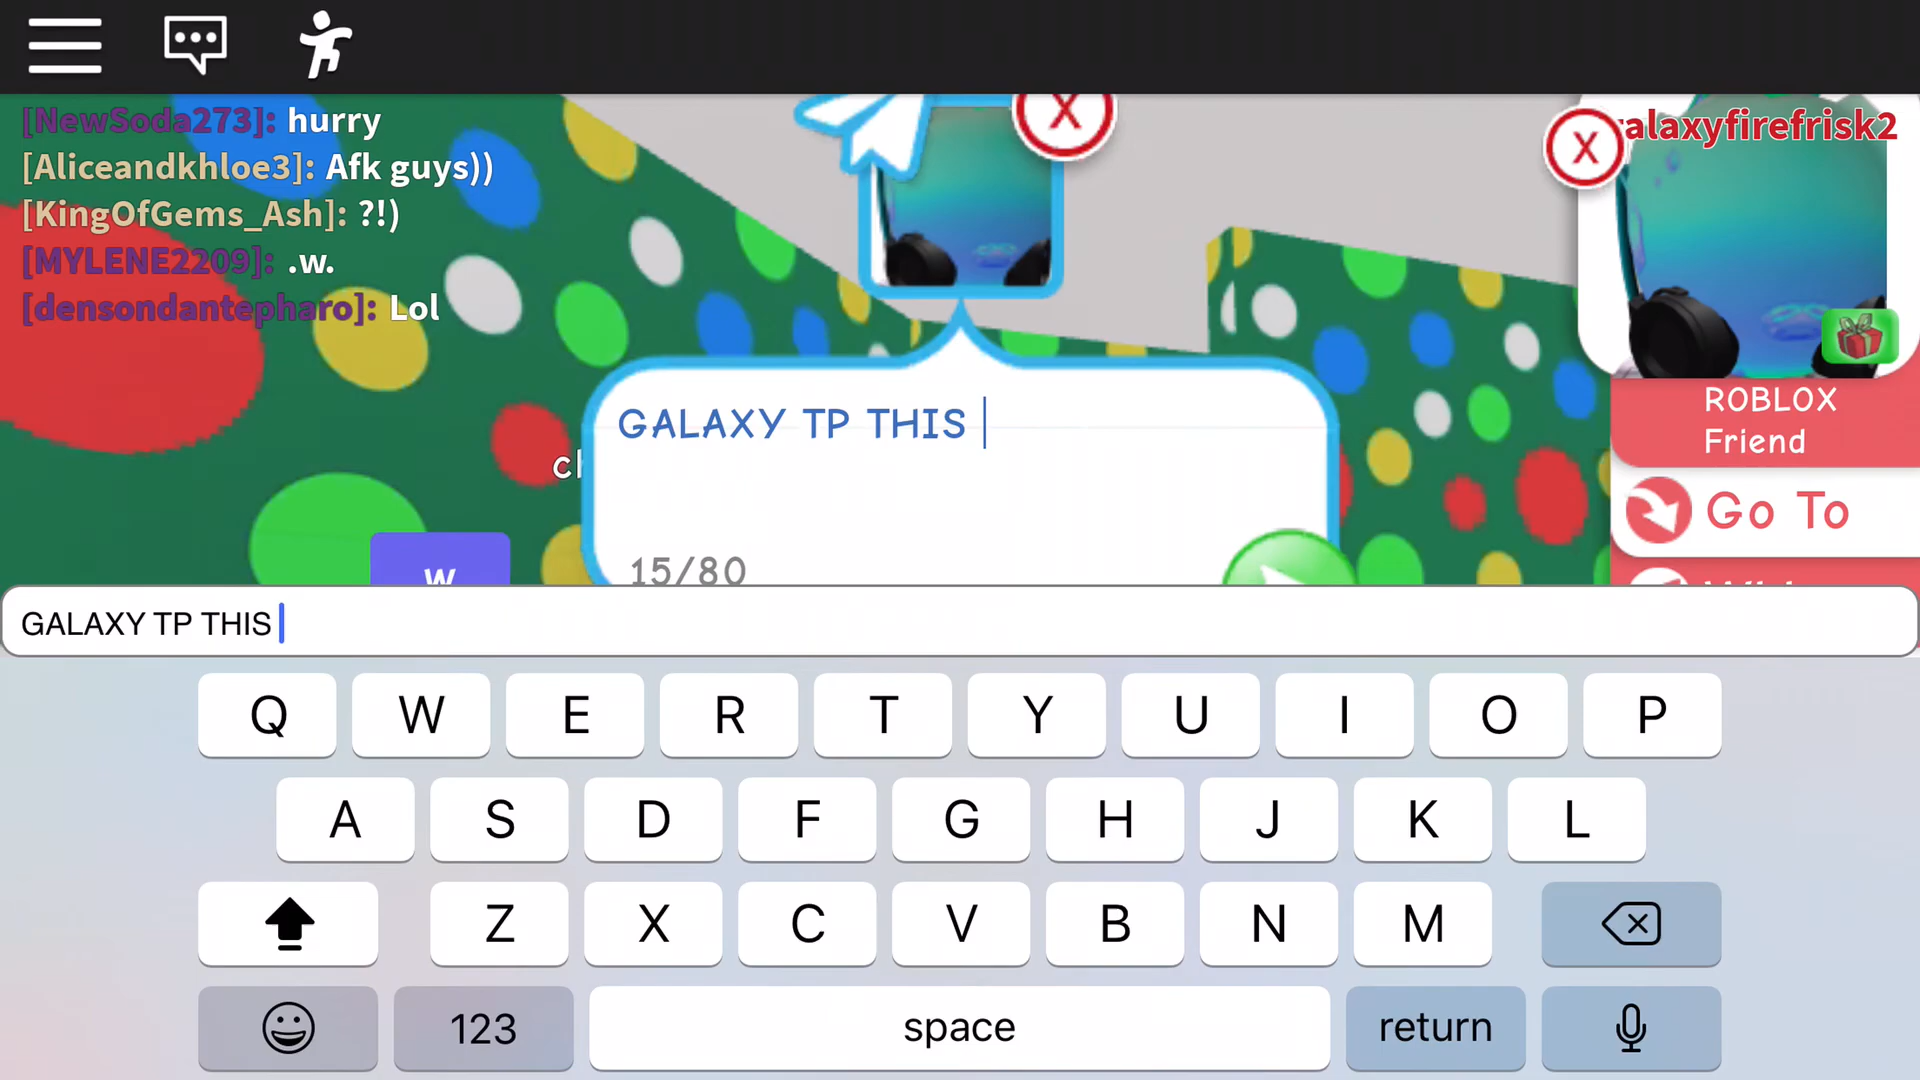 [NewSoda273]: hurry
[Aliceandkhloe3]: Afk guys))
[KingOfGems_Ash]: ?!)
[MYLENE2209]: .w.
[densondantepharo]: Lol
X
X
alaxyfirefrisk2
GALAXY TP THIS
15/80
ROBLOX
Friend
Go To
w
GALAXY TP THIS
Q W E R T Y U I O P
A S D F G H J K L
Z X C V B N M
123 space return